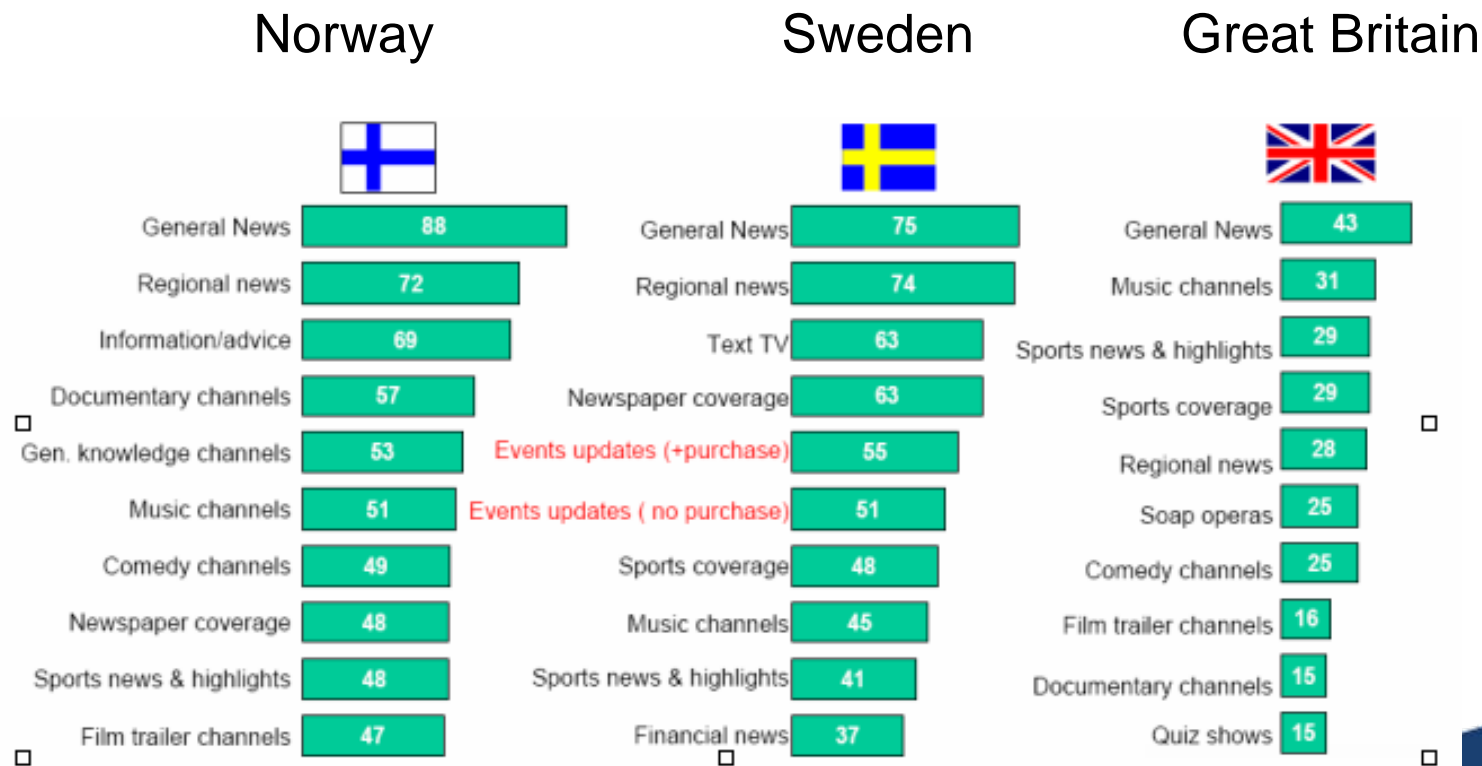 Norway
Sweden
Great Britain
General News 88
Regional news 72
Information/advice 69
Documentary channels 57
Gen. knowledge channels 53
Music channels 51
Comedy channels 49
Newspaper coverage 48
Sports news & highlights 48
Film trailer channels 47
General News 75
Regional news 74
Text TV 63
Newspaper coverage 63
Events updates (+purchase) 55
Events updates ( no purchase) 51
Sports coverage 48
Music channels 45
Sports news & highlights 41
Financial news 37
General News 43
Music channels 31
Sports news & highlights 29
Sports coverage 29
Regional news 28
Soap operas 25
Comedy channels 25
Film trailer channels 16
Documentary channels 15
Quiz shows 15